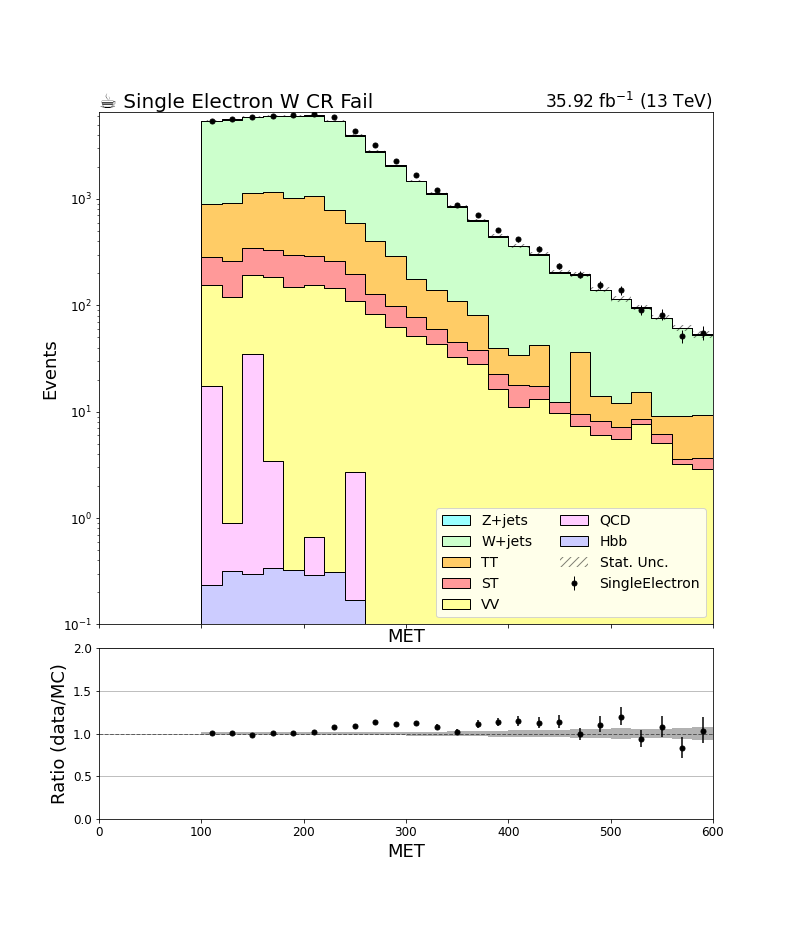 ☕ Single Electron W CR Fail
35.92 fb⁻¹ (13 TeV)
Events
10³
10²
10¹
10⁰
10⁻¹
Z+jets
W+jets
TT
ST
VV
QCD
Hbb
Stat. Unc.
SingleElectron
MET
Ratio (data/MC)
2.0
1.5
1.0
0.5
0.0
0 100 200 300 400 500 600
MET